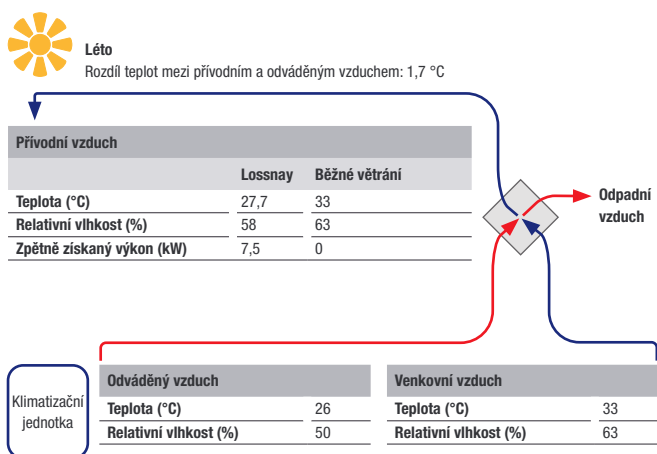 Léto
Rozdíl teplot mezi přívodním a odváděným vzduchem: 1,7 °C
Přívodní vzduch
Lossnay Běžné větrání
Teplota (°C) 27,7 33
Relativní vlhkost (%) 58 63
Zpětně získaný výkon (kW) 7,5 0
Odpadní
vzduch
Klimatizační
jednotka
Odváděný vzduch
Teplota (°C) 26
Relativní vlhkost (%) 50
Venkovní vzduch
Teplota (°C) 33
Relativní vlhkost (%) 63